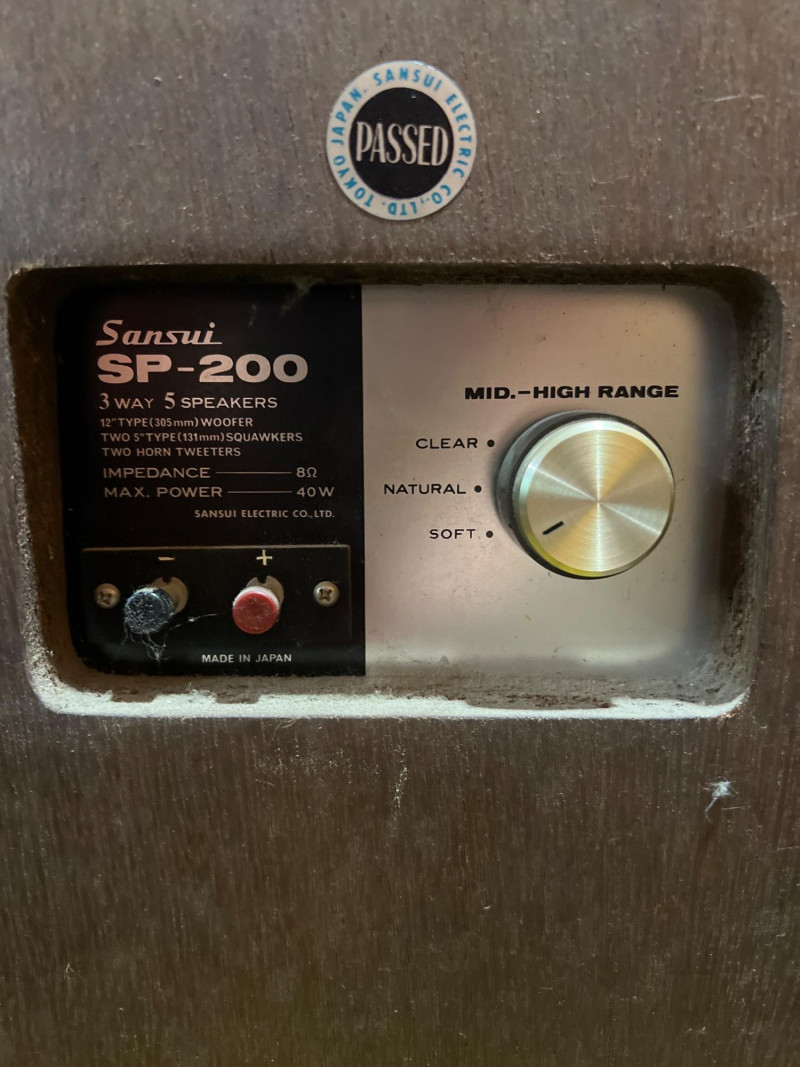 TOKYO JAPAN. SANSUI ELECTRIC CO., LTD.
PASSED
Sansui
SP-200
3 WAY 5 SPEAKERS
12" TYPE (305mm) WOOFER
TWO 5" TYPE (131mm) SQUAWKERS
TWO HORN TWEETERS
IMPEDANCE 8Ω
MAX. POWER 40W
SANSUI ELECTRIC CO., LTD.
- +
MADE IN JAPAN
MID.-HIGH RANGE
CLEAR
NATURAL
SOFT